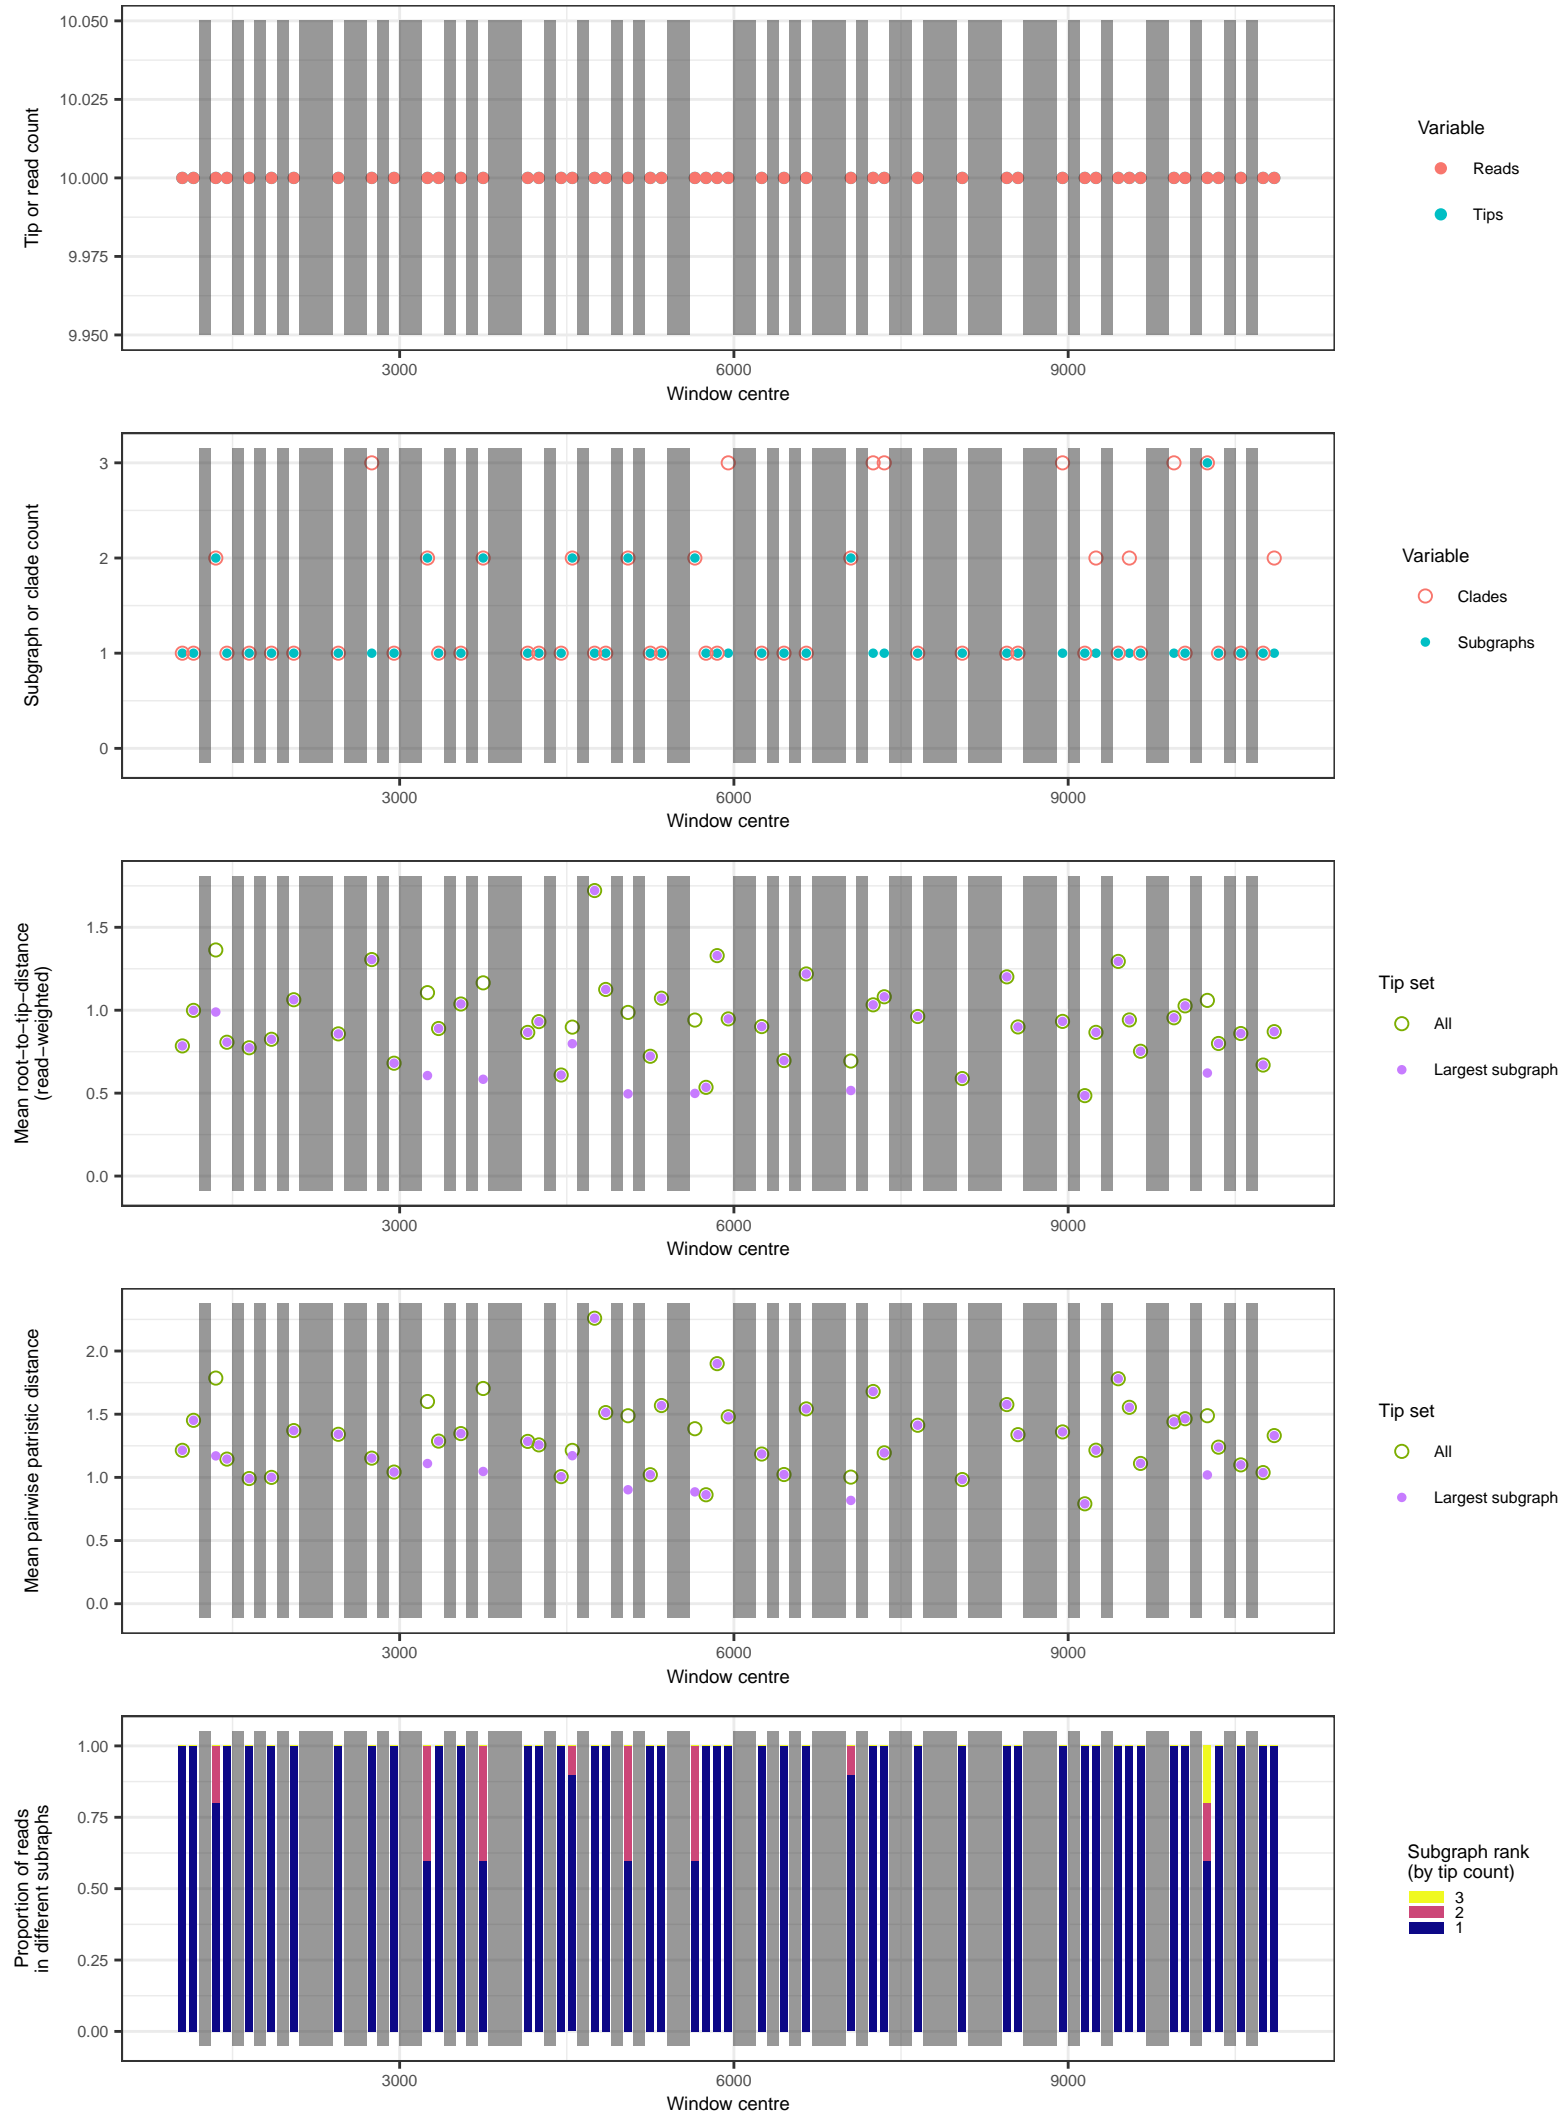 10.050
10.025
10.000
9.975
9.950
Tip or read count
3000 6000 9000
Window centre
Variable
Reads
Tips
3
2
1
0
Subgraph or clade count
3000 6000 9000
Window centre
Variable
Clades
Subgraphs
1.5
1.0
0.5
0.0
Mean root−to−tip−distance
(read−weighted)
3000 6000 9000
Window centre
Tip set
All
Largest subgraph
2.0
1.5
1.0
0.5
0.0
Mean pairwise patristic distance
3000 6000 9000
Window centre
Tip set
All
Largest subgraph
1.00
0.75
0.50
0.25
0.00
Proportion of reads
in different subraphs
3000 6000 9000
Window centre
Subgraph rank
(by tip count)
3
2
1